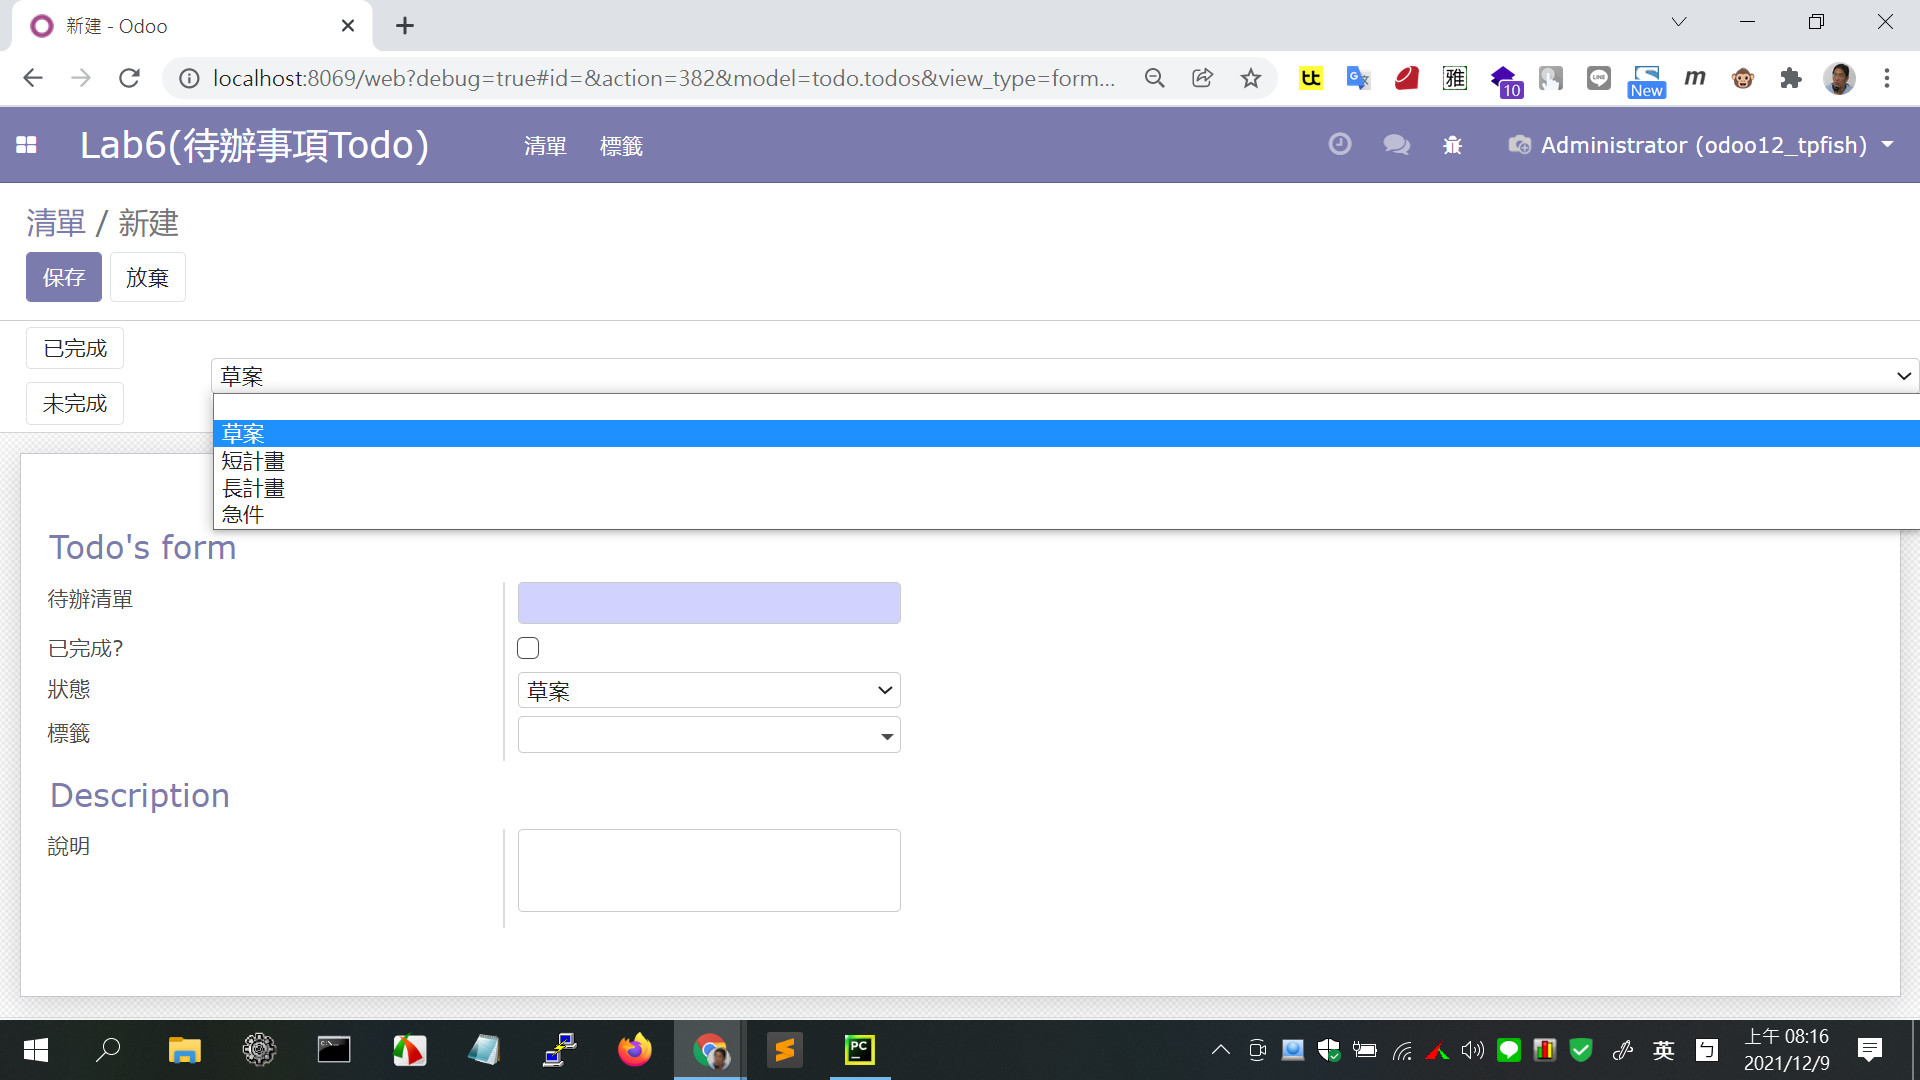 新建 - Odoo
localhost:8069/web?debug=true#id=&action=382&model=todo.todos&view_type=form...
tt
G
雅
10
LINE
New
m
Lab6(待辦事項Todo)
清單
標籤
Administrator (odoo12_tpfish)
清單 / 新建
保存
放棄
已完成
草案
未完成
草案
短計畫
長計畫
急件
Todo's form
待辦清單
已完成?
狀態
草案
標籤
Description
說明
PC
英
ㄅ
上午 08:16
2021/12/9